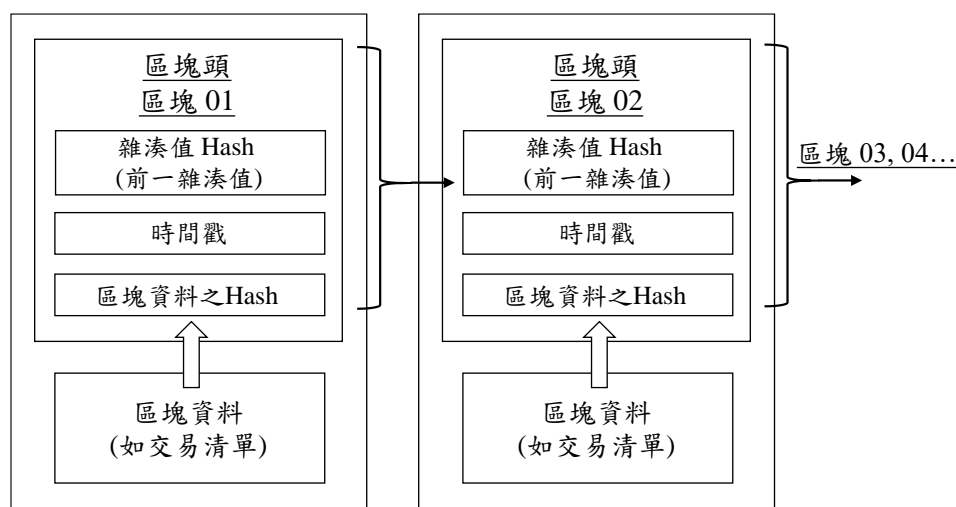 區塊頭
區塊 01
雜湊值 Hash
(前一雜湊值)
時間戳
區塊資料之Hash
區塊資料
(如交易清單)
區塊頭
區塊 02
雜湊值 Hash
(前一雜湊值)
時間戳
區塊資料之Hash
區塊資料
(如交易清單)
區塊 03, 04…